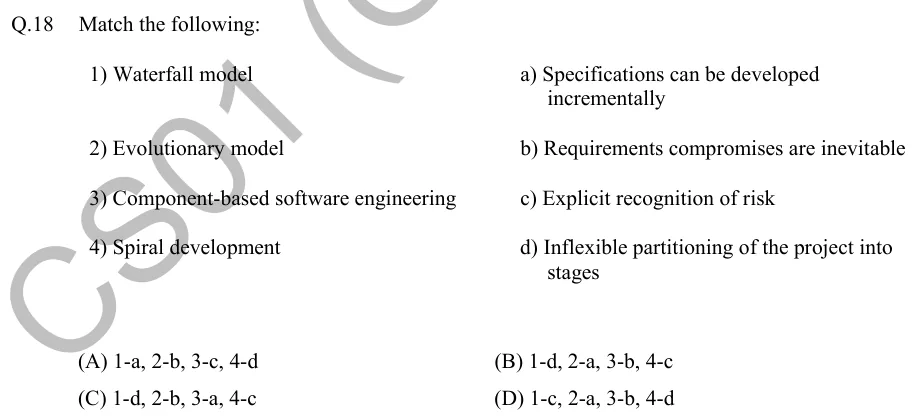 Q.18 Match the following:
1) Waterfall model a) Specifications can be developed
incrementally
2) Evolutionary model b) Requirements compromises are inevitable
3) Component-based software engineering c) Explicit recognition of risk
4) Spiral development d) Inflexible partitioning of the project into
stages
(A) 1-a, 2-b, 3-c, 4-d (B) 1-d, 2-a, 3-b, 4-c
(C) 1-d, 2-b, 3-a, 4-c (D) 1-c, 2-a, 3-b, 4-d
CS01 (